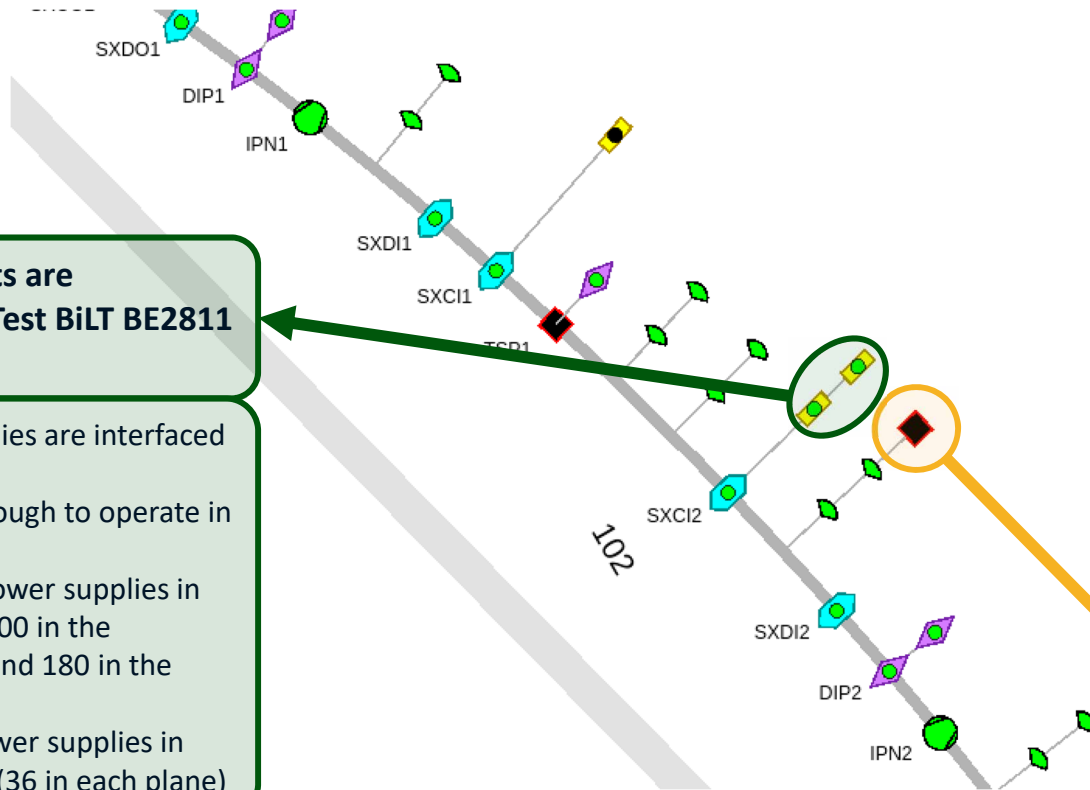 SXDO1
DIP1
IPN1
SXDI1
SXCI1
TSP1
SXCI2
102
SXDI2
DIP2
IPN2
ts are
Test BiLT BE2811
ies are interfaced
ough to operate in
ower supplies in
00 in the
nd 180 in the
wer supplies in
(36 in each plane)